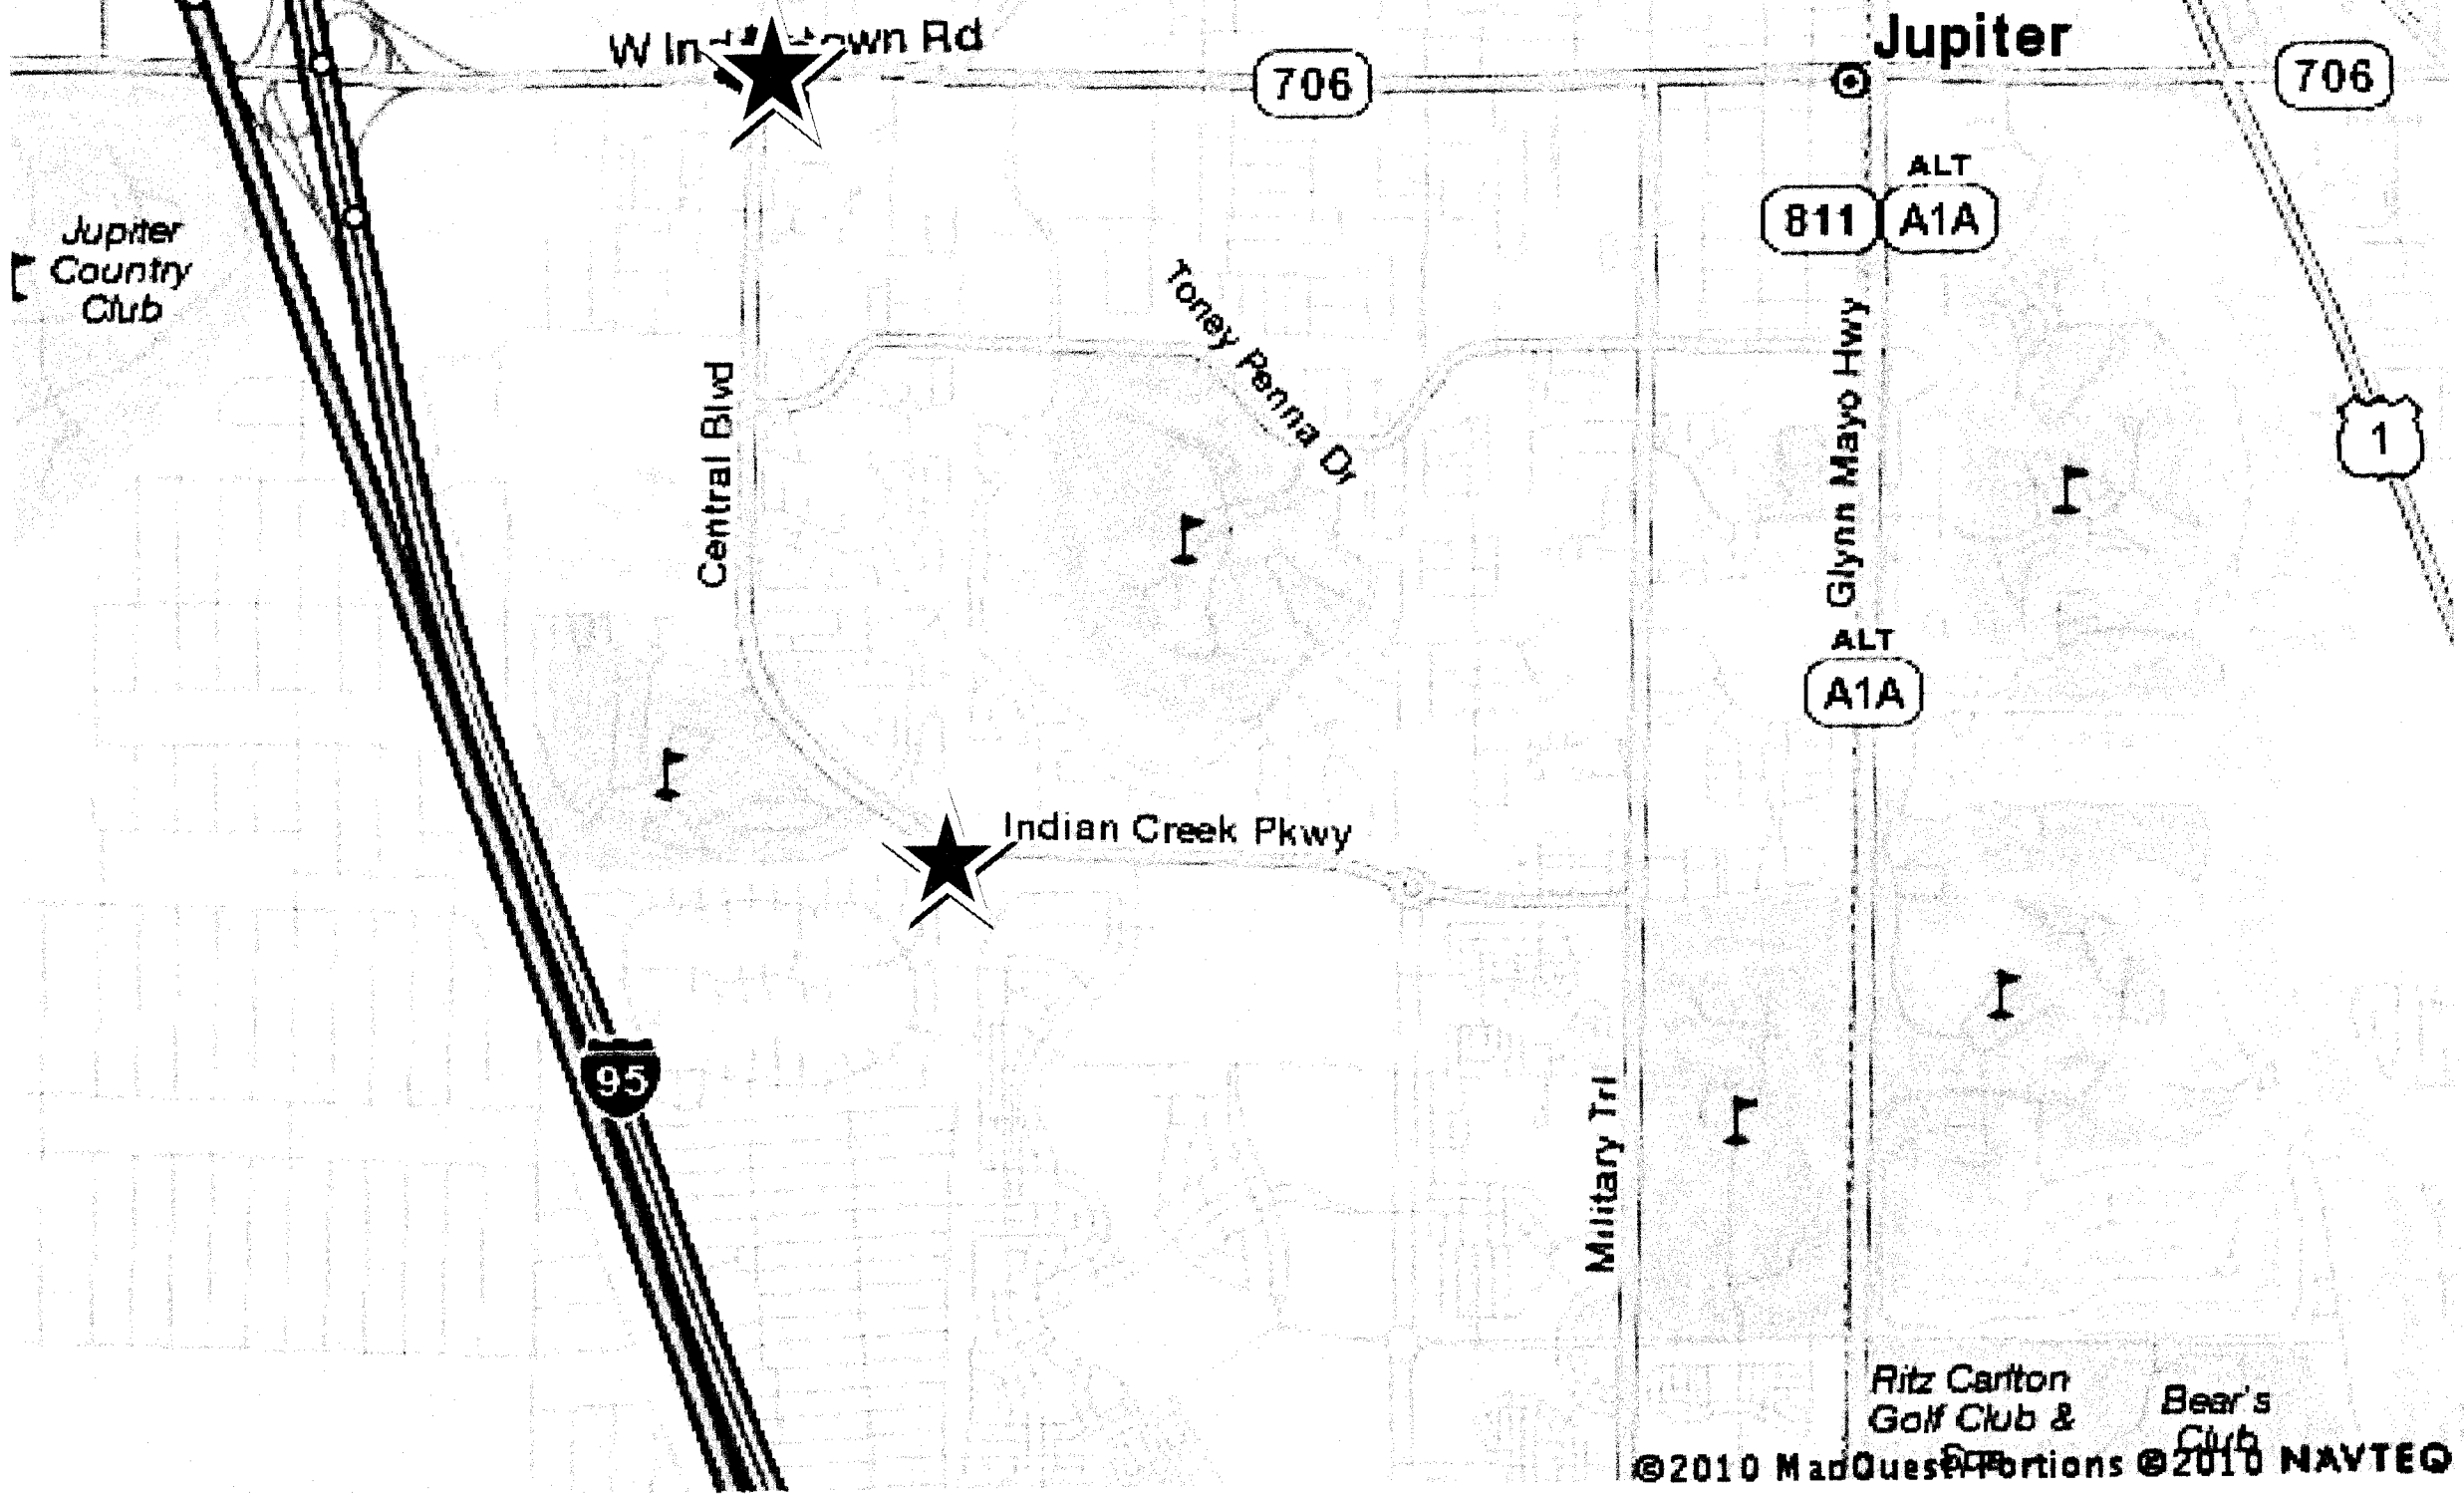 W Rd
Jupiter
706
706
ALT
811
A1A
Jupiter
Country
Club
Toney Penna Dr
Central Blvd
Glynn Mayo Hwy
1
ALT
A1A
Indian Creek Pkwy
95
Military Trl
Ritz Carlton
Golf Club &
Bear's
Club
©2010 MapQuest Portions ©2010 NAVTEQ